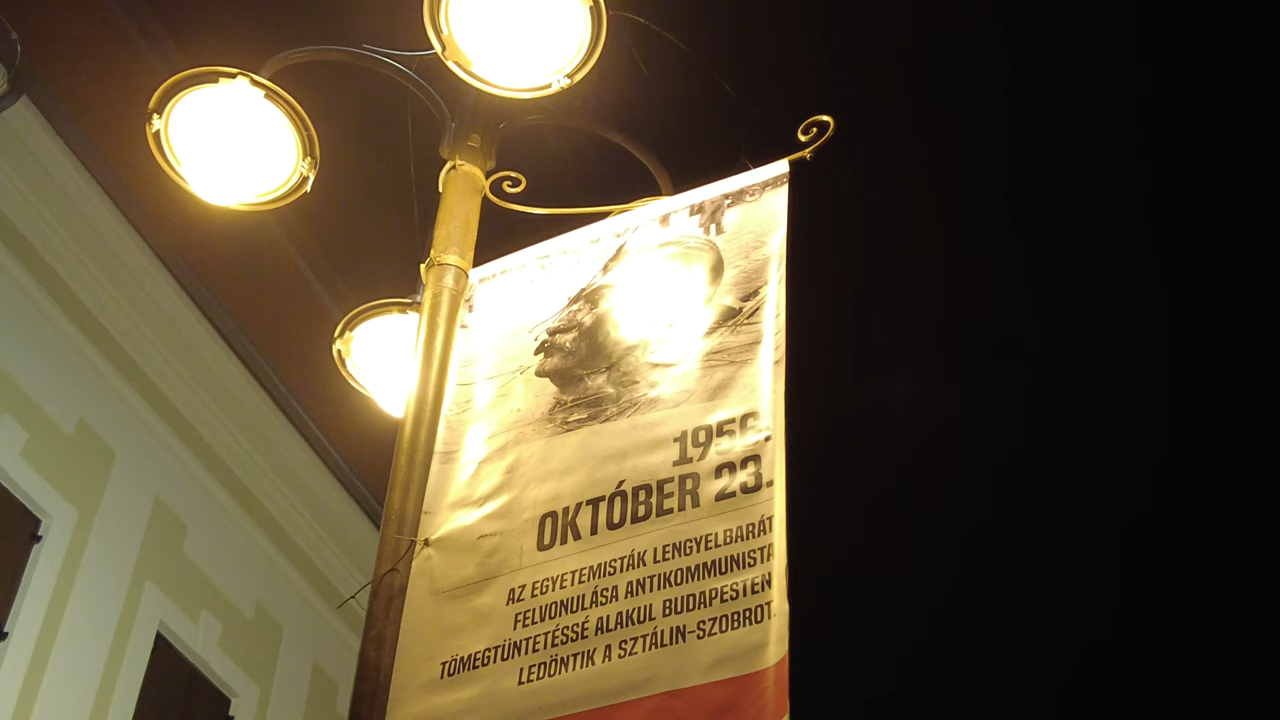 1956.
OKTÓBER 23.
AZ EGYETEMISTÁK LENGYELBARÁT
FELVONULÁSA ANTIKOMMUNISTA
TÖMEGTÜNTETÉSSÉ ALAKUL BUDAPESTEN.
LEDÖNTIK A SZTÁLIN-SZOBROT.